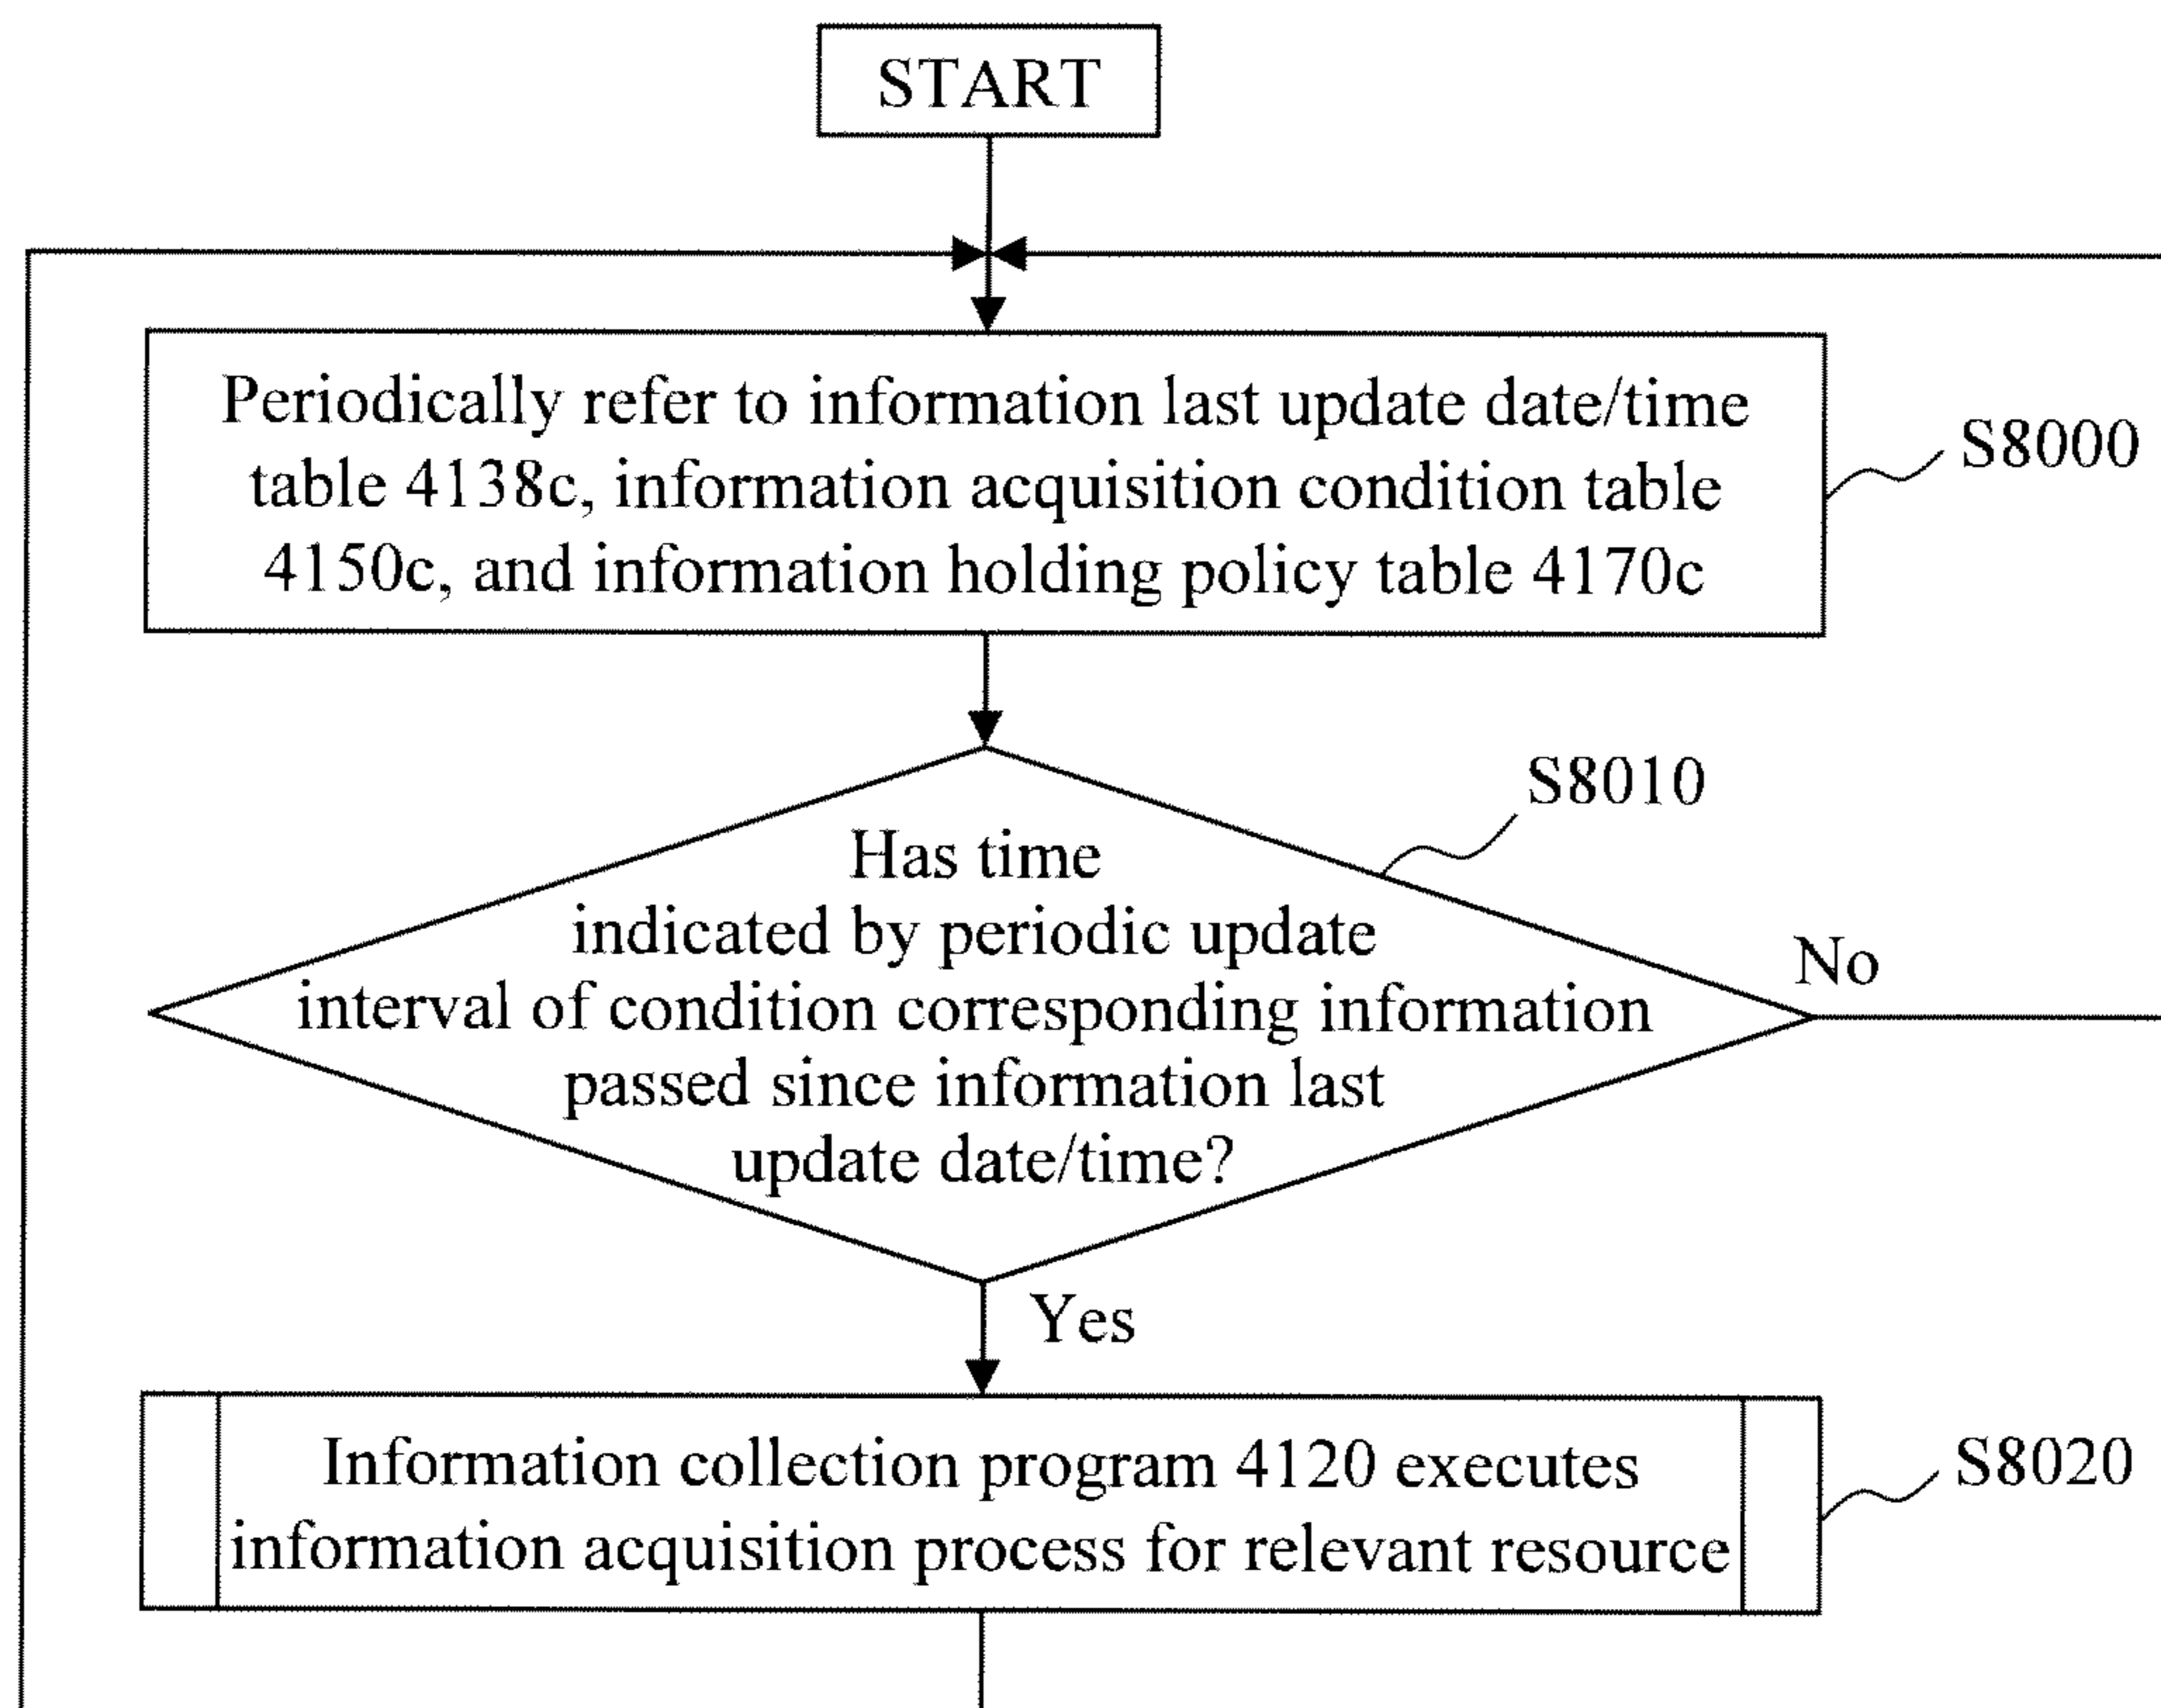 START
Periodically refer to information last update date/time
table 4138c, information acquisition condition table
4150c, and information holding policy table 4170c
S8000
S8010
Has time
indicated by periodic update
interval of condition corresponding information
passed since information last
update date/time?
No
Yes
Information collection program 4120 executes
information acquisition process for relevant resource
S8020